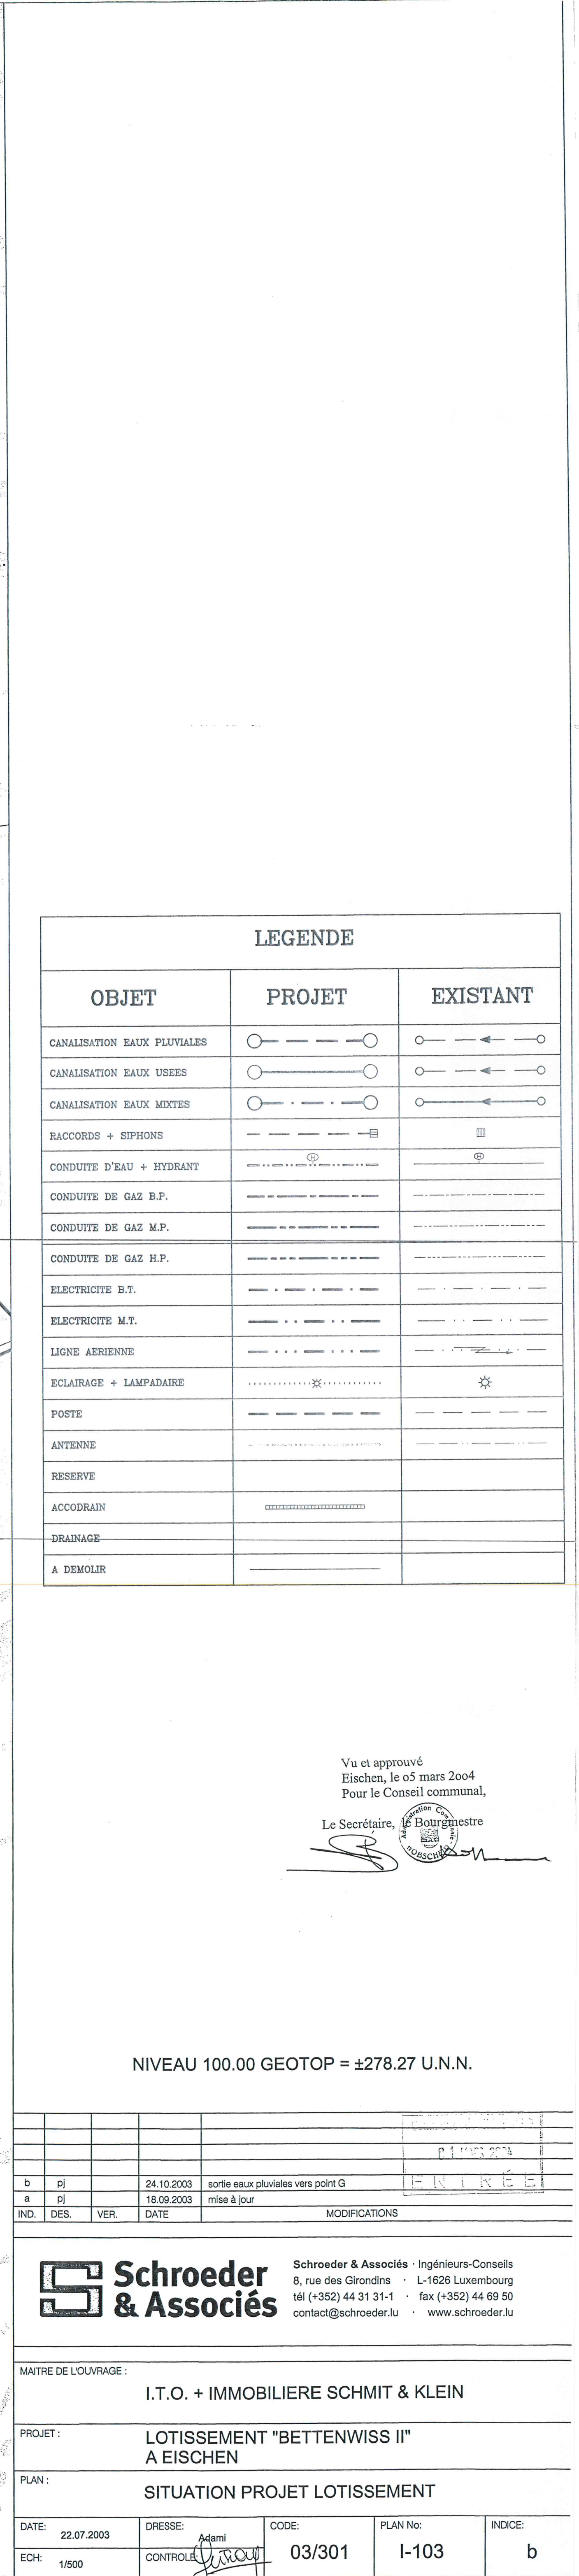 LEGENDE
OBJET PROJET EXISTANT
CANALISATION EAUX PLUVIALES
CANALISATION EAUX USEES
CANALISATION EAUX MIXTES
RACCORDS + SIPHONS
CONDUITE D'EAU + HYDRANT
CONDUITE DE GAZ B.P.
CONDUITE DE GAZ M.P.
CONDUITE DE GAZ H.P.
ELECTRICITE B.T.
ELECTRICITE M.T.
LIGNE AERIENNE
ECLAIRAGE + LAMPADAIRE
POSTE
ANTENNE
RESERVE
ACCODRAIN
DRAINAGE
A DEMOLIR
Vu et approuvé
Eischen, le o5 mars 2oo4
Pour le Conseil communal,
Le Secrétaire, le Bourgmestre
NIVEAU 100.00 GEOTOP = ±278.27 U.N.N.
ENTRÉE
b pj 24.10.2003 sortie eaux pluviales vers point G
a pj 18.09.2003 mise à jour
IND. DES. VER. DATE MODIFICATIONS
Schroeder
& Associés
Schroeder & Associés · Ingénieurs-Conseils
8, rue des Girondins · L-1626 Luxembourg
tél (+352) 44 31 31-1 · fax (+352) 44 69 50
contact@schroeder.lu · www.schroeder.lu
MAITRE DE L'OUVRAGE :
I.T.O. + IMMOBILIERE SCHMIT & KLEIN
PROJET :
LOTISSEMENT "BETTENWISS II"
A EISCHEN
PLAN :
SITUATION PROJET LOTISSEMENT
DATE: 22.07.2003
DRESSE: Adami
CODE: 03/301
PLAN No: I-103
INDICE: b
ECH: 1/500
CONTROLE